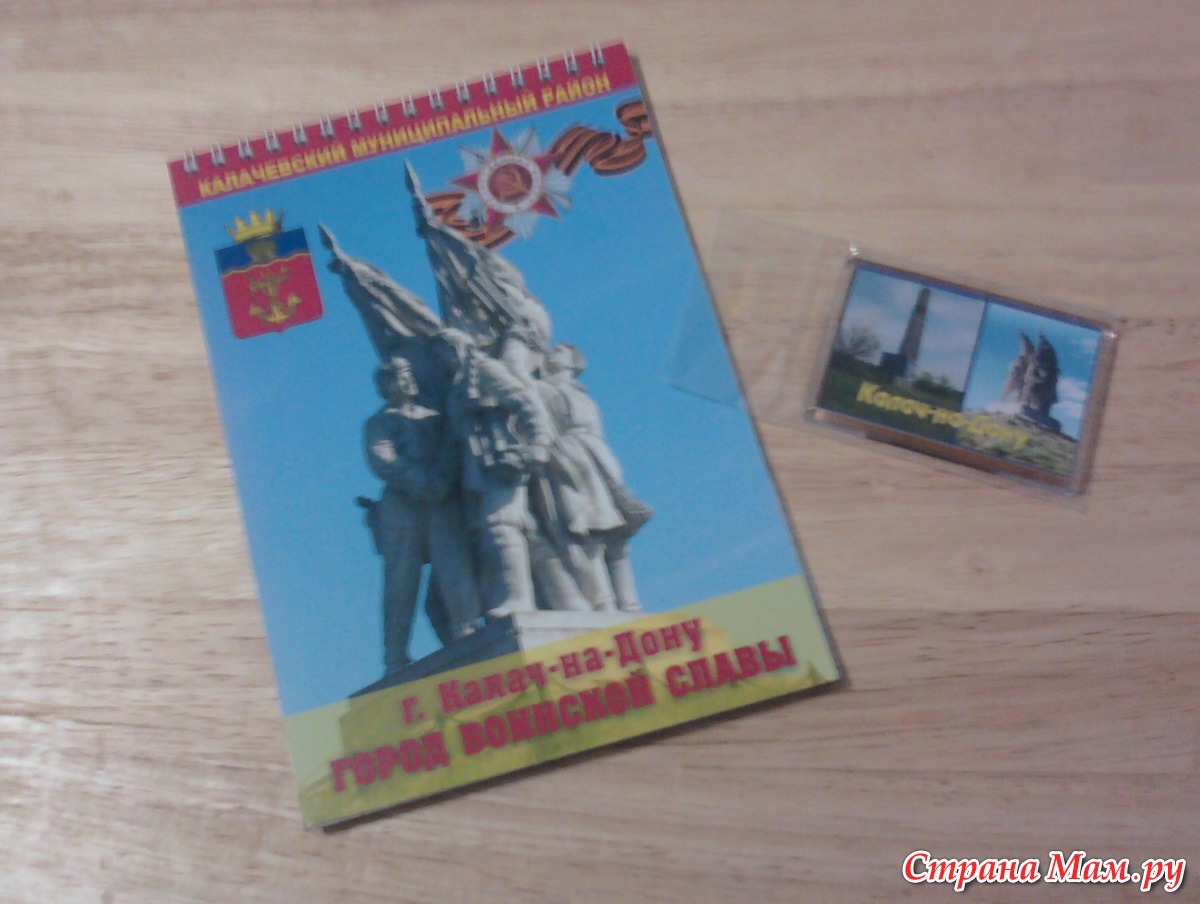 КАЛАЧЕВСКИЙ МУНИЦИПАЛЬНЫЙ РАЙОН
г. Калач-на-Дону
ГОРОД ВОИНСКОЙ СЛАВЫ
Калач-на-Дону
Страна Мам.ру